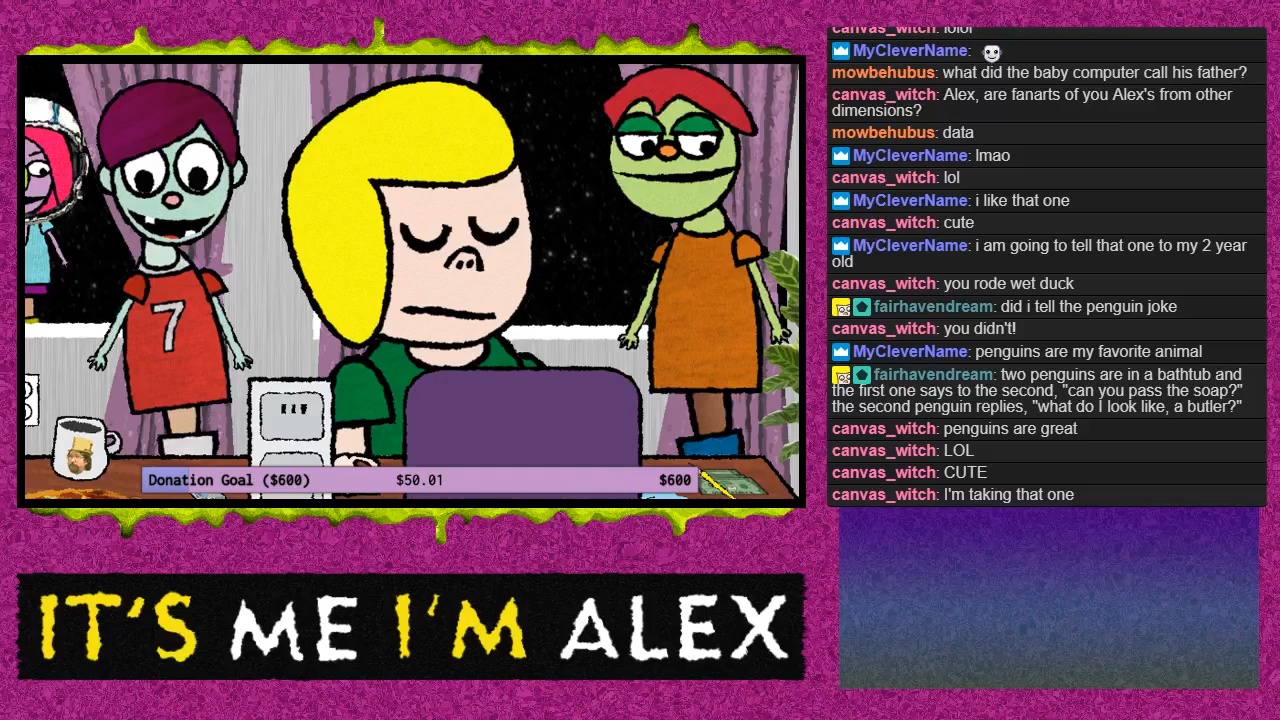 7
Donation Goal ($600) $50.01 $600
IT'S ME I'M ALEX
canvas_witch: lolol
MyCleverName:
mowbehubus: what did the baby computer call his father?
canvas_witch: Alex, are fanarts of you Alex's from other
dimensions?
mowbehubus: data
MyCleverName: lmao
canvas_witch: lol
MyCleverName: i like that one
canvas_witch: cute
MyCleverName: i am going to tell that one to my 2 year
old
canvas_witch: you rode wet duck
fairhavendream: did i tell the penguin joke
canvas_witch: you didn't!
MyCleverName: penguins are my favorite animal
fairhavendream: two penguins are in a bathtub and
the first one says to the second, "can you pass the soap?"
the second penguin replies, "what do I look like, a butler?"
canvas_witch: penguins are great
canvas_witch: LOL
canvas_witch: CUTE
canvas_witch: I'm taking that one